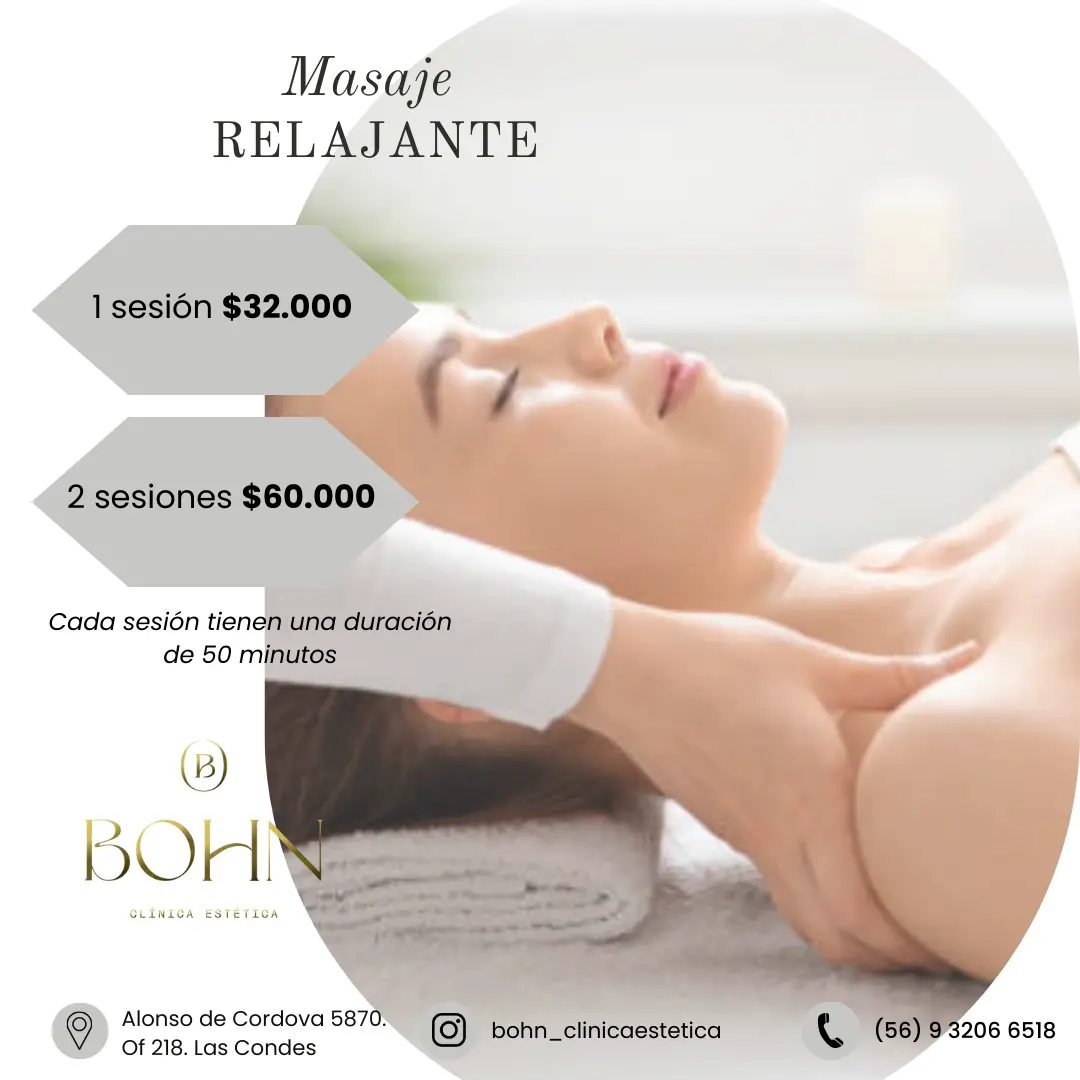 Masaje
RELAJANTE
1 sesión $32.000
2 sesiones $60.000
Cada sesión tienen una duración
de 50 minutos
B
BOHN
CLÍNICA ESTÉTICA
Alonso de Cordova 5870.
Of 218. Las Condes
bohn_clinicaestetica
(56) 9 3206 6518